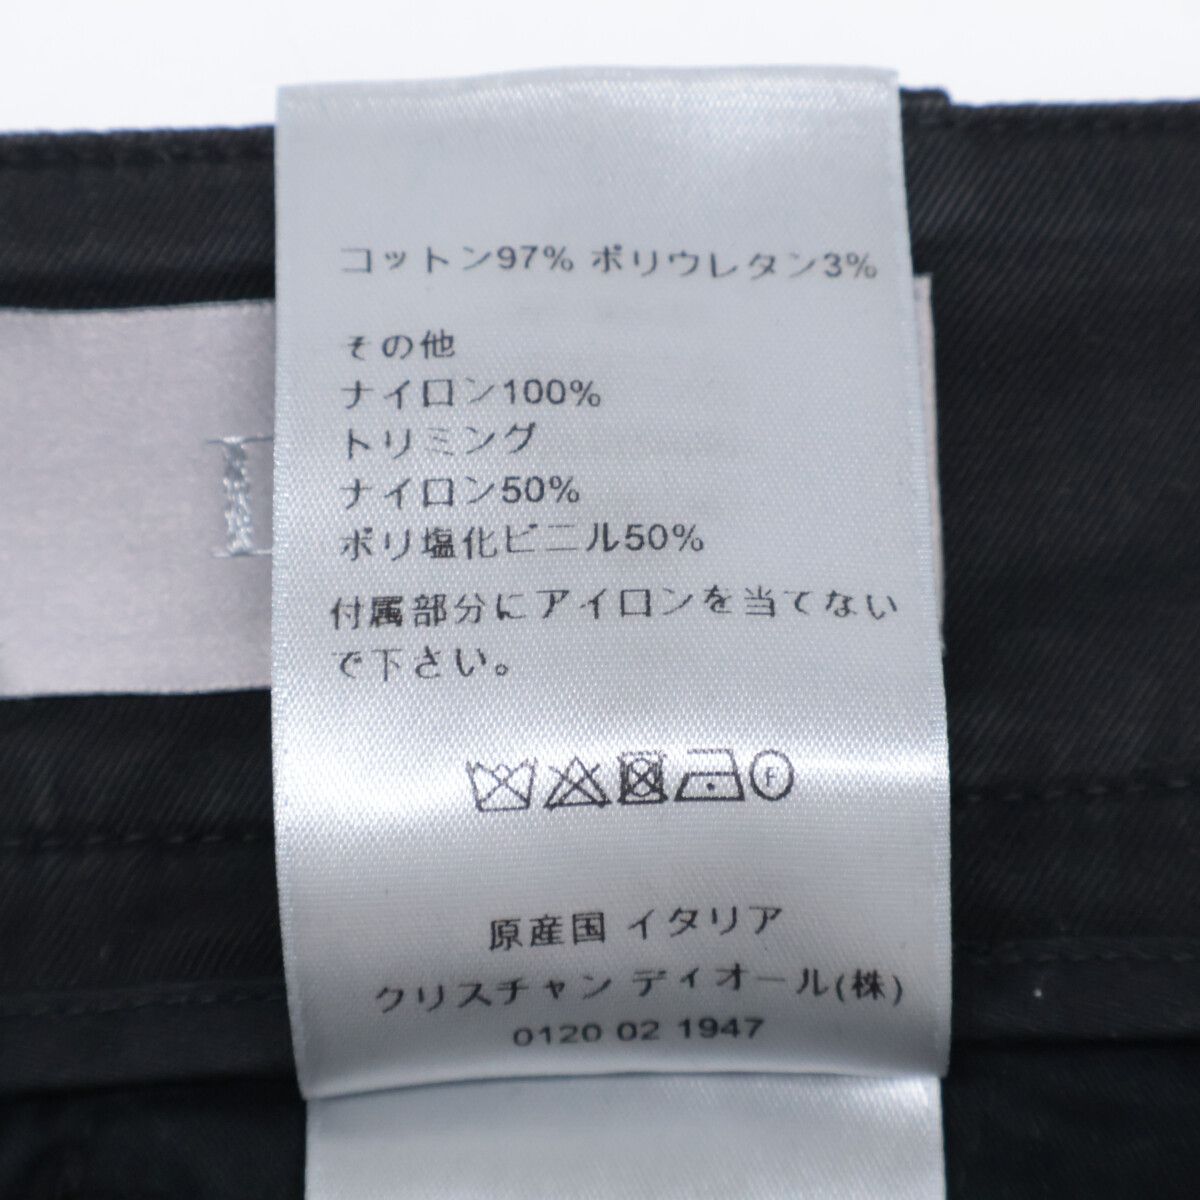 コットン97% ポリウレタン3%
その他
ナイロン100%
トリミング
ナイロン50%
ポリ塩化ビニル50%
付属部分にアイロンを当てない
で下さい。
F
原産国 イタリア
クリスチャン ディオール(株)
0120 02 1947